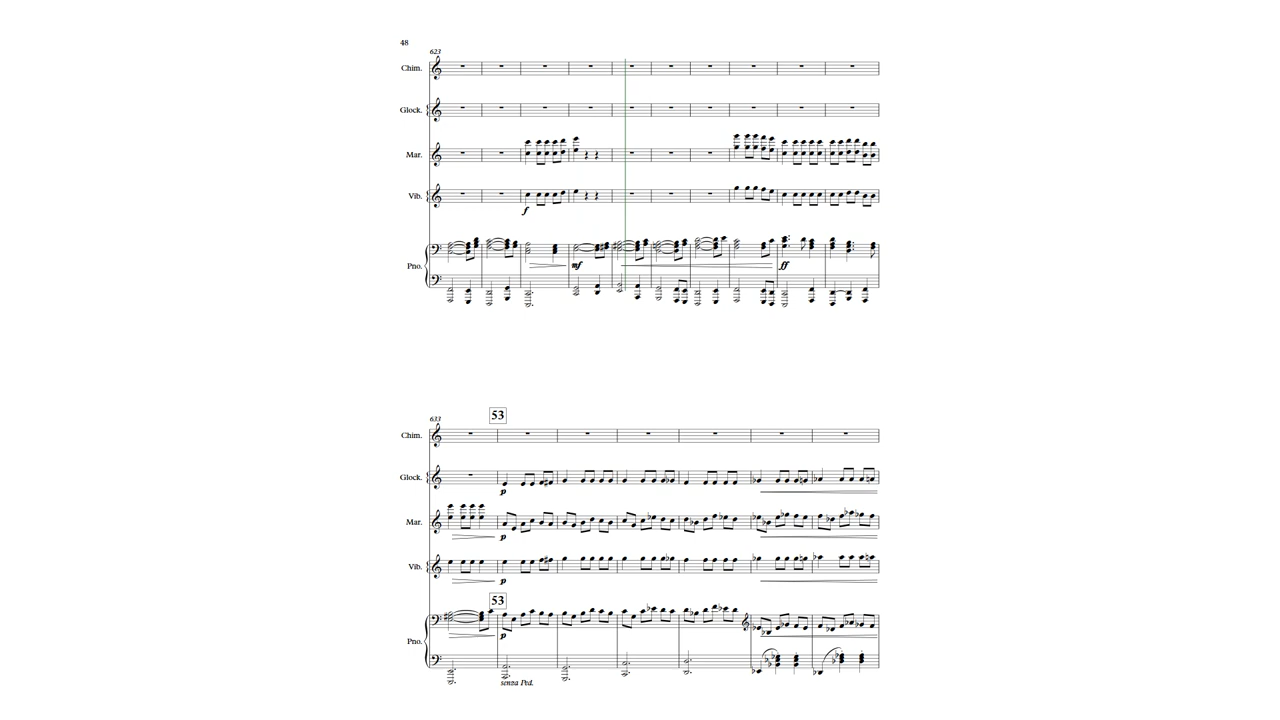 48
623
Chim.
Glock.
Mar.
Vib.
f
Pno.
mf
ff
53
633
Chim.
Glock.
p
Mar.
p
Vib.
p
53
Pno.
p
senza Ped.